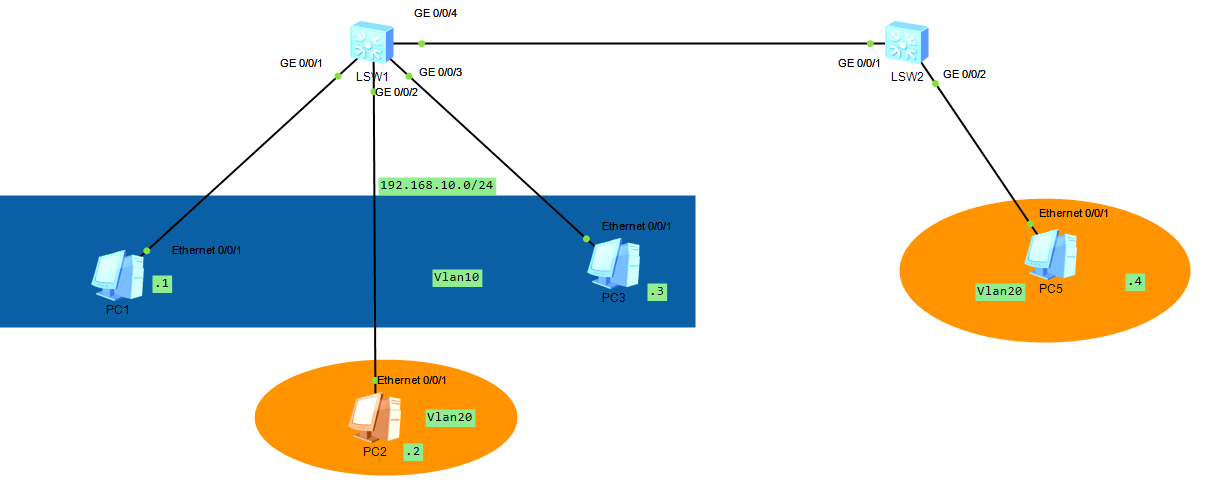 GE 0/0/4
GE 0/0/1
LSW1
GE 0/0/3
GE 0/0/2
GE 0/0/1
LSW2
GE 0/0/2
192.168.10.0/24
Ethernet 0/0/1
.1
PC1
Vlan10
Ethernet 0/0/1
PC3
.3
Ethernet 0/0/1
Vlan20
PC5
.4
Ethernet 0/0/1
Vlan20
PC2
.2